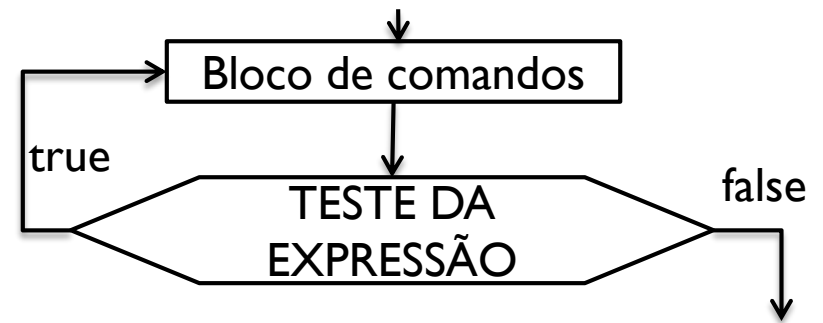 Bloco de comandos
true
false
TESTE DA
EXPRESSÃO